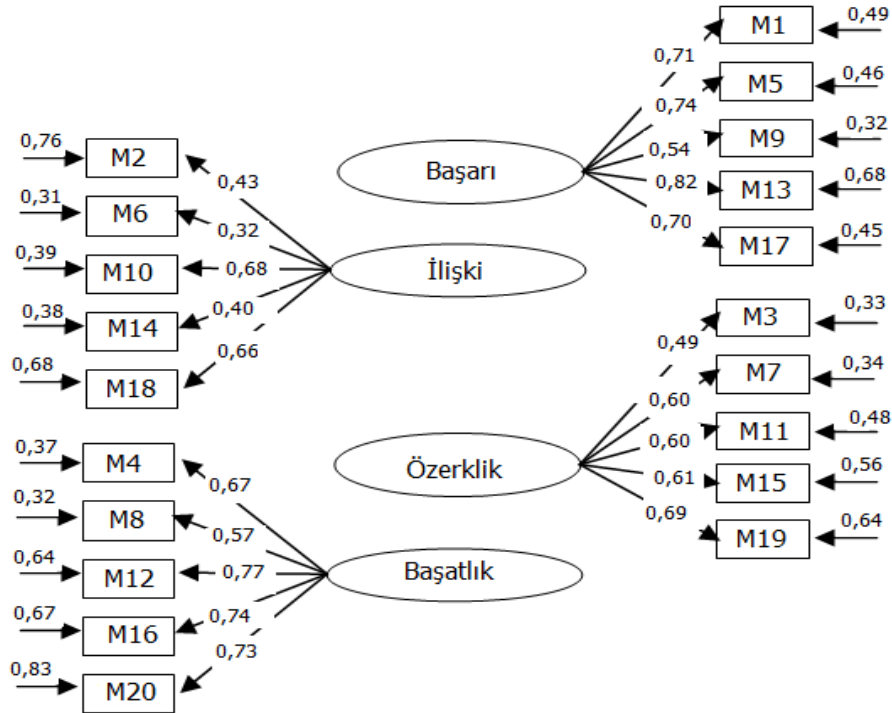 Başarı
0,71
0,74
0,54
0,82
0,70
M1
0,49
M5
0,46
M9
0,32
M13
0,68
M17
0,45
İlişki
0,43
0,32
0,68
0,40
0,66
0,76
M2
0,31
M6
0,39
M10
0,38
M14
0,68
M18
Özerklik
0,49
0,60
0,60
0,61
0,69
M3
0,33
M7
0,34
M11
0,48
M15
0,56
M19
0,64
Başatlık
0,67
0,57
0,77
0,74
0,73
0,37
M4
0,32
M8
0,64
M12
0,67
M16
0,83
M20